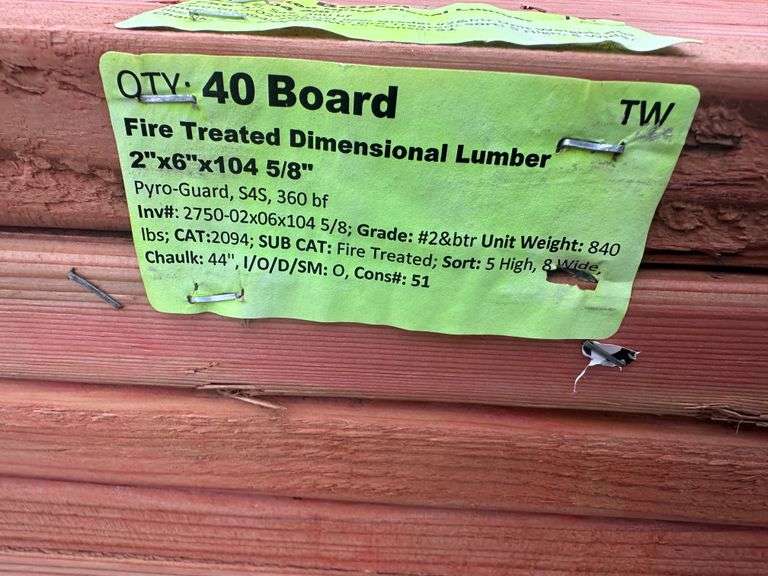 QTY: 40 Board
TW
Fire Treated Dimensional Lumber
2"x6"x104 5/8"
Pyro-Guard, S4S, 360 bf
Inv#: 2750-02x06x104 5/8; Grade: #2&btr Unit Weight: 840
lbs; CAT:2094; SUB CAT: Fire Treated; Sort: 5 High, 8 Wide,
Chaulk: 44", I/O/D/SM: O, Cons#: 51